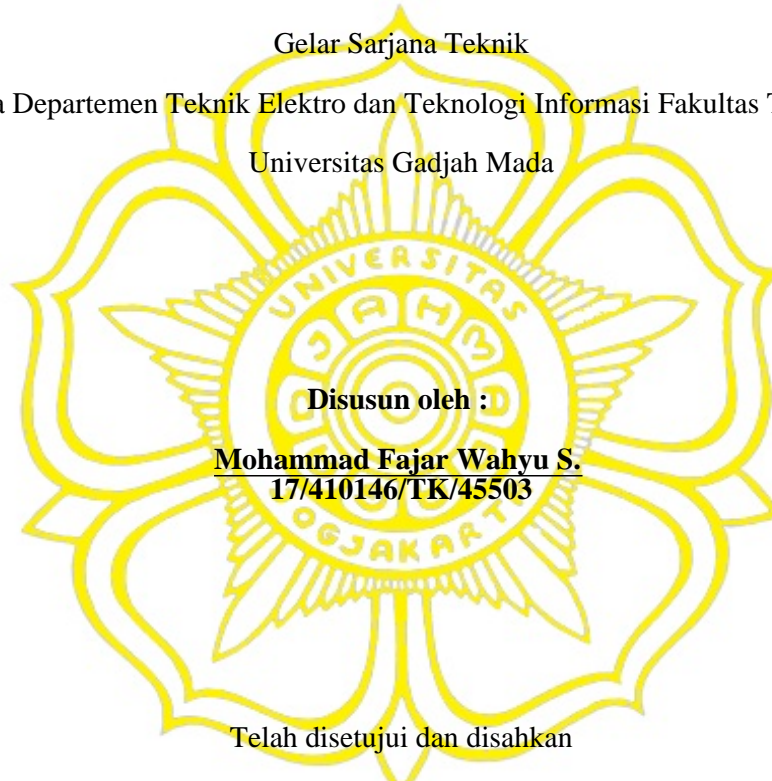 Gelar Sarjana Teknik
Departemen Teknik Elektro dan Teknologi Informasi Fakultas
Universitas Gadjah Mada
UNIVERSITAS
Disusun oleh :
Mohammad Fajar Wahyu S.
17/410146/TK/45503
Telah disetujui dan disahkan